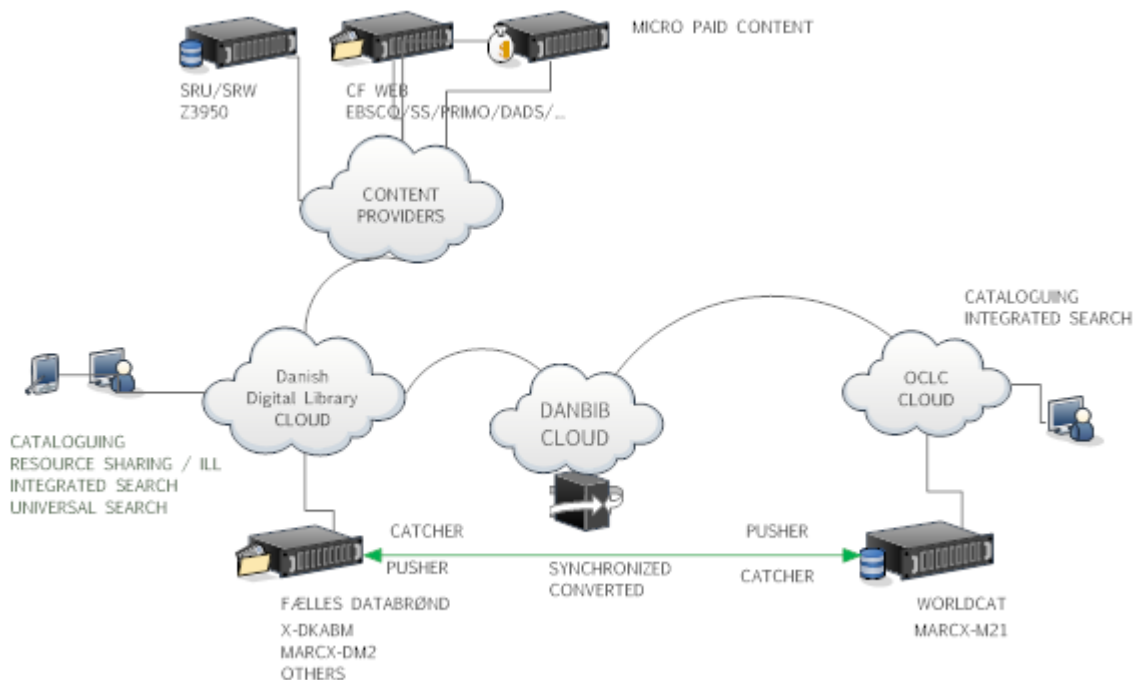 MICRO PAID CONTENT
SRU/SRW
Z3950
CF WEB
EBSCO/SS/PRIMO/DADS/...
CONTENT
PROVIDERS
CATALOGUING
INTEGRATED SEARCH
Danish
Digital Library
CLOUD
DANBIB
CLOUD
OCLC
CLOUD
CATALOGUING
RESOURCE SHARING / ILL
INTEGRATED SEARCH
UNIVERSAL SEARCH
CATCHER
PUSHER
PUSHER
CATCHER
SYNCHRONIZED
CONVERTED
FÆLLES DATABRØND
X-DKABM
MARCX-DM2
OTHERS
WORLDCAT
MARCX-M21